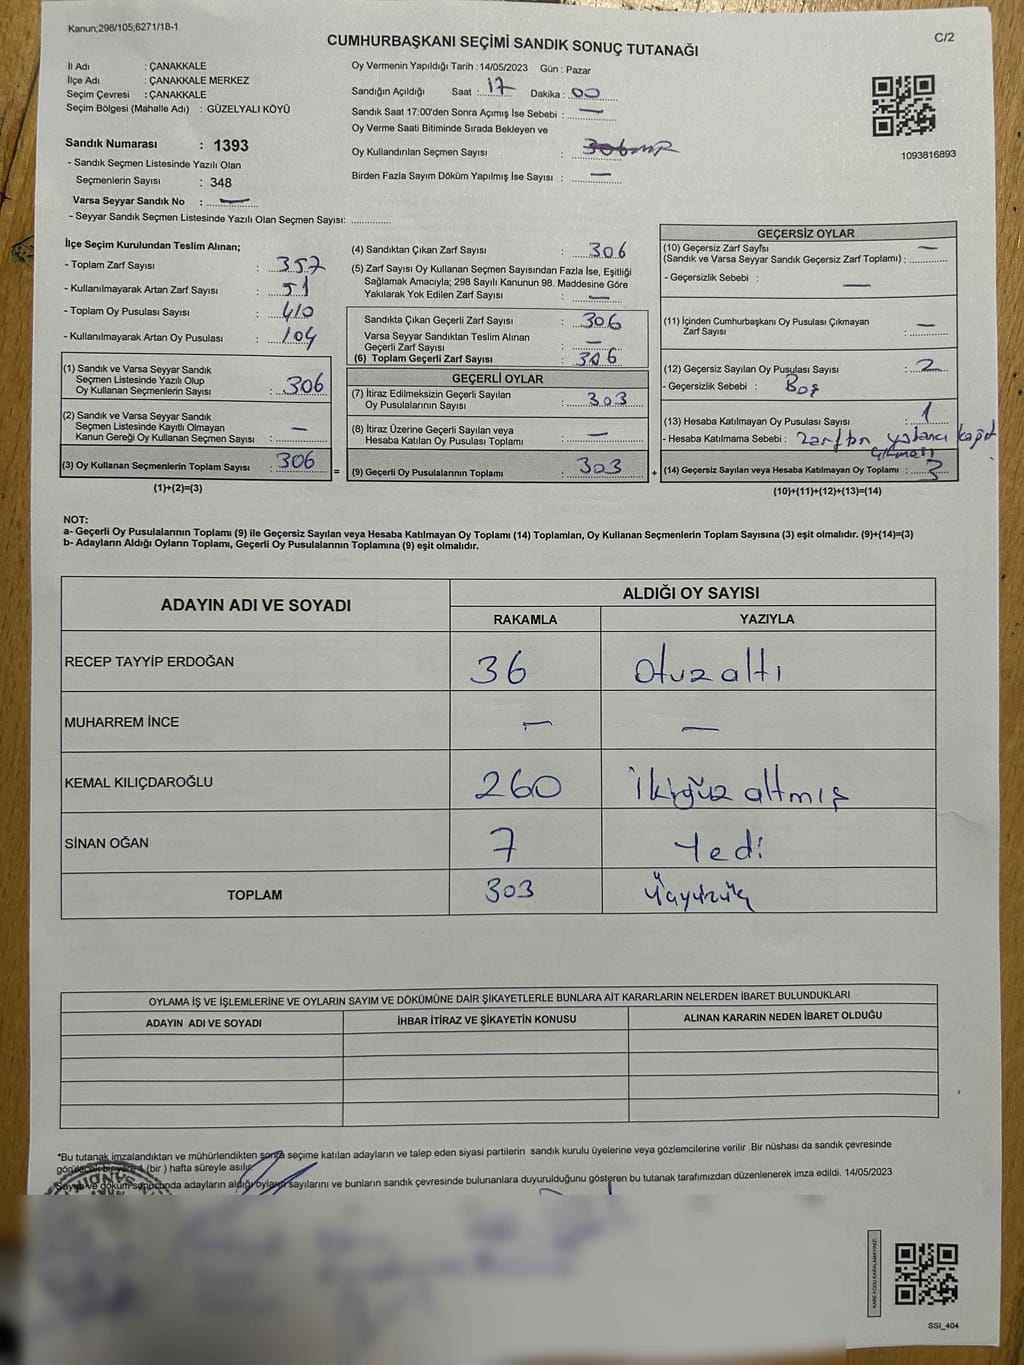 Kanun;298/105;6271/18-1
CUMHURBAŞKANI SEÇİMİ SANDIK SONUÇ TUTANAĞI
C/2
İl Adı : ÇANAKKALE
İlçe Adı : ÇANAKKALE MERKEZ
Seçim Çevresi : ÇANAKKALE
Seçim Bölgesi (Mahalle Adı) : GÜZELYALI KÖYÜ
Sandık Numarası : 1393
- Sandık Seçmen Listesinde Yazılı Olan
Seçmenlerin Sayısı : 348
Varsa Seyyar Sandık No : —
- Seyyar Sandık Seçmen Listesinde Yazılı Olan Seçmen Sayısı: ..............
Oy Vermenin Yapıldığı Tarih : 14/05/2023 Gün : Pazar
Sandığın Açıldığı Saat : 17 Dakika : 00
Sandık Saat 17:00'den Sonra Açımış İse Sebebi : —
Oy Verme Saati Bitiminde Sırada Bekleyen ve
Oy Kullandırılan Seçmen Sayısı :
Birden Fazla Sayım Döküm Yapılmış İse Sayısı : —
1093816893
İlçe Seçim Kurulundan Teslim Alınan;
- Toplam Zarf Sayısı : 357
- Kullanılmayarak Artan Zarf Sayısı : 51
- Toplam Oy Pusulası Sayısı : 410
- Kullanılmayarak Artan Oy Pusulası : 104
(1) Sandık ve Varsa Seyyar Sandık
Seçmen Listesinde Yazılı Olup
Oy Kullanan Seçmenlerin Sayısı : 306
(2) Sandık ve Varsa Seyyar Sandık
Seçmen Listesinde Kayıtlı Olmayan
Kanun Gereği Oy Kullanan Seçmen Sayısı : —
(3) Oy Kullanan Seçmenlerin Toplam Sayısı : 306
(1)+(2)=(3)
=
(4) Sandıktan Çıkan Zarf Sayısı : 306
(5) Zarf Sayısı Oy Kullanan Seçmen Sayısından Fazla İse, Eşitliği
Sağlamak Amacıyla; 298 Sayılı Kanunun 98. Maddesine Göre
Yakılarak Yok Edilen Zarf Sayısı : —
Sandıkta Çıkan Geçerli Zarf Sayısı : 306
Varsa Seyyar Sandıktan Teslim Alınan
Geçerli Zarf Sayısı : —
(6) Toplam Geçerli Zarf Sayısı : 306
GEÇERLİ OYLAR
(7) İtiraz Edilmeksizin Geçerli Sayılan
Oy Pusulalarının Sayısı : 303
(8) İtiraz Üzerine Geçerli Sayılan veya
Hesaba Katılan Oy Pusulası Toplamı : —
(9) Geçerli Oy Pusulalarının Toplamı : 303
+
GEÇERSİZ OYLAR
(10) Geçersiz Zarf Sayısı —
(Sandık ve Varsa Seyyar Sandık Geçersiz Zarf Toplamı) :
- Geçersizlik Sebebi : —
(11) İçinden Cumhurbaşkanı Oy Pusulası Çıkmayan —
Zarf Sayısı :
(12) Geçersiz Sayılan Oy Pusulası Sayısı : 2
- Geçersizlik Sebebi : Boş
(13) Hesaba Katılmayan Oy Pusulası Sayısı : 1
- Hesaba Katılmama Sebebi : Zarftan yabancı kağıt
çıkması
(14) Geçersiz Sayılan veya Hesaba Katılmayan Oy Toplamı : 3
(10)+(11)+(12)+(13)=(14)
NOT:
a- Geçerli Oy Pusulalarının Toplamı (9) ile Geçersiz Sayılan veya Hesaba Katılmayan Oy Toplamı (14) Toplamları, Oy Kullanan Seçmenlerin Toplam Sayısına (3) eşit olmalıdır. (9)+(14)=(3)
b- Adayların Aldığı Oyların Toplamı, Geçerli Oy Pusulalarının Toplamına (9) eşit olmalıdır.
ADAYIN ADI VE SOYADI
ALDIĞI OY SAYISI
RAKAMLA YAZIYLA
RECEP TAYYİP ERDOĞAN 36 Otuzaltı
MUHARREM İNCE — —
KEMAL KILIÇDAROĞLU 260 İkiyüz altmış
SİNAN OĞAN 7 Yedi
TOPLAM 303
OYLAMA İŞ VE İŞLEMLERİNE VE OYLARIN SAYIM VE DÖKÜMÜNE DAİR ŞİKAYETLERLE BUNLARA AİT KARARLARIN NELERDEN İBARET BULUNDUKLARI
ADAYIN ADI VE SOYADI İHBAR İTİRAZ VE ŞİKAYETİN KONUSU ALINAN KARARIN NEDEN İBARET OLDUĞU
*Bu tutanak imzalandıktan ve mühürlendikten sonra seçime katılan adayların ve talep eden siyasi partilerin sandık kurulu üyelerine veya gözlemcilerine verilir .Bir nüshası da sandık çevresinde
görülecek bir yere 1 (bir ) hafta süreyle asılır.
Sayım ve döküm sonucunda adayların aldığı oyların sayılarını ve bunların sandık çevresinde bulunanlara duyurulduğunu gösteren bu tutanak tarafımızdan düzenlenerek imza edildi. 14/05/2023
KARE KODU KARALAMAYINIZ!
SSI_404